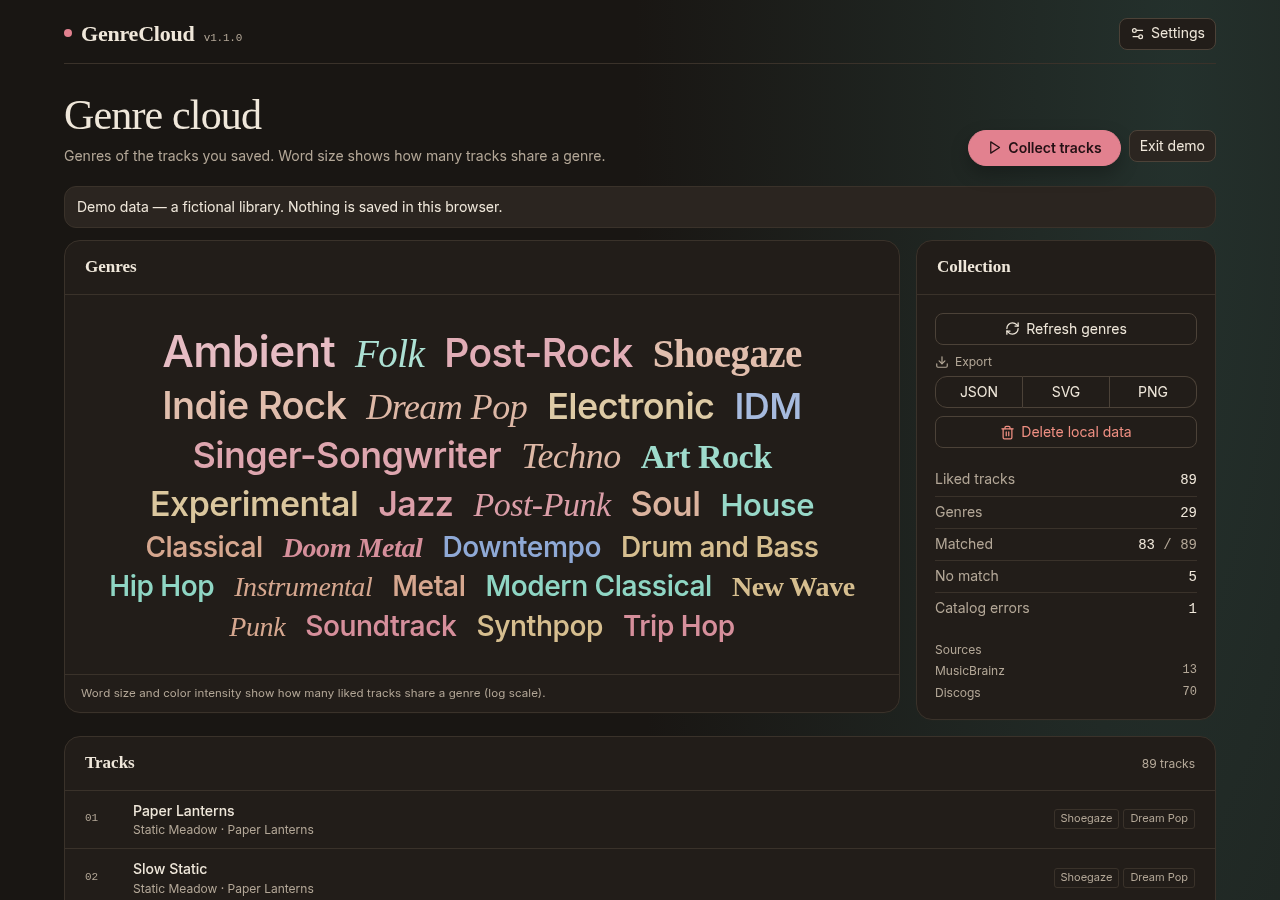 GenreCloud v1.1.0
Settings
Genre cloud
Genres of the tracks you saved. Word size shows how many tracks share a genre.
Collect tracks
Exit demo
Demo data — a fictional library. Nothing is saved in this browser.
Genres
Ambient Folk Post-Rock Shoegaze
Indie Rock Dream Pop Electronic IDM
Singer-Songwriter Techno Art Rock
Experimental Jazz Post-Punk Soul House
Classical Doom Metal Downtempo Drum and Bass
Hip Hop Instrumental Metal Modern Classical New Wave
Punk Soundtrack Synthpop Trip Hop
Word size and color intensity show how many liked tracks share a genre (log scale).
Collection
Refresh genres
Export
JSON SVG PNG
Delete local data
Liked tracks 89
Genres 29
Matched 83 / 89
No match 5
Catalog errors 1
Sources
MusicBrainz 13
Discogs 70
Tracks 89 tracks
01 Paper Lanterns
Static Meadow · Paper Lanterns
Shoegaze Dream Pop
02 Slow Static
Static Meadow · Paper Lanterns
Shoegaze Dream Pop